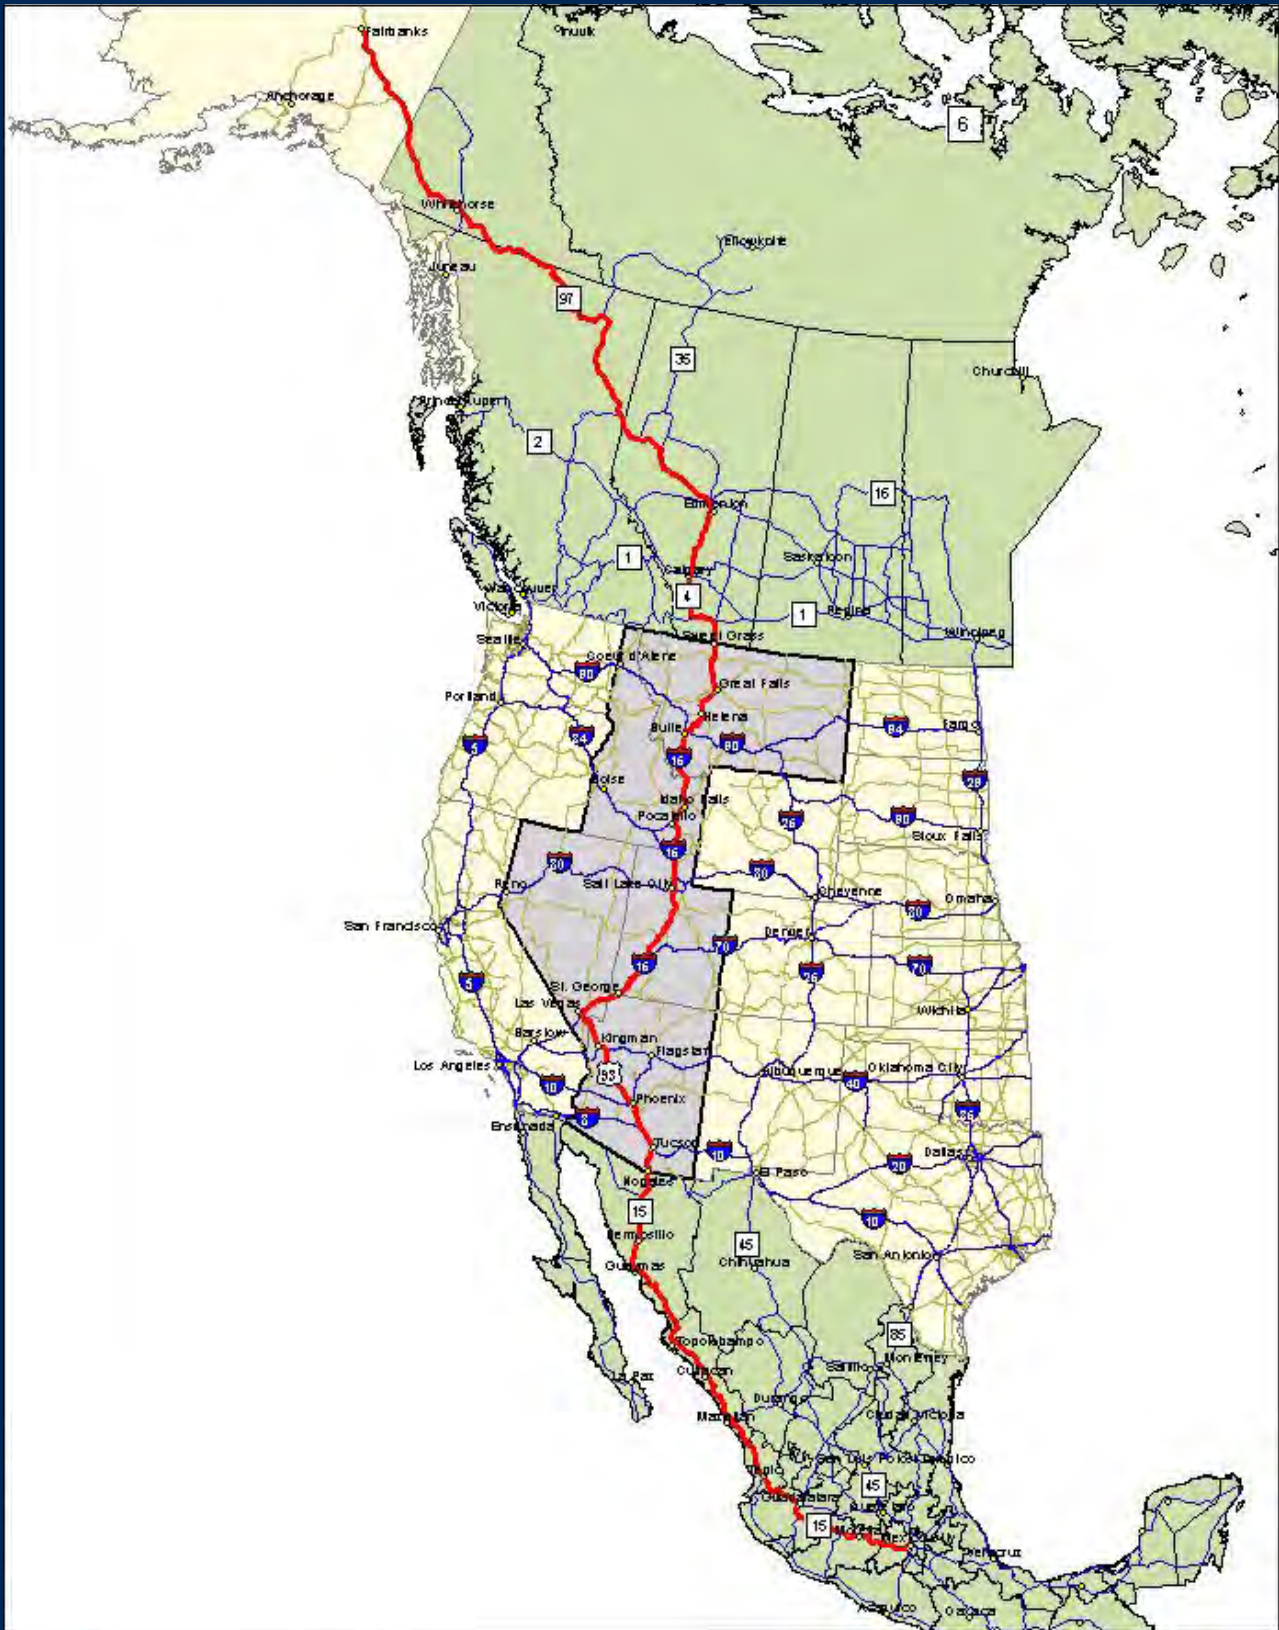 Fairbanks
Inuvik
Anchorage
6
Whitehorse
Yellowknife
Juneau
97
35
Churchill
Prince Rupert
2
16
Edmonton
Saskatoon
1
Calgary
Vancouver
4
Victoria
1
Regina
Sweet Grass
Winnipeg
Seattle
Coeur d'Alene
90
Great Falls
Portland
Helena
Butte
84
94
Fargo
5
90
15
Boise
29
Idaho Falls
Pocatello
25
90
Sioux Falls
15
80
80
Reno
Salt Lake City
Cheyenne
Omaha
80
San Francisco
Denver
70
15
70
25
5
St. George
Las Vegas
Wichita
Barstow
Kingman
Flagstaff
Los Angeles
93
Albuquerque
Oklahoma City
40
10
Phoenix
35
8
Ensenada
Tucson
10
Dallas
20
El Paso
Nogales
15
10
Hermosillo
45
San Antonio
Guaymas
Chihuahua
85
Topolobampo
Monterrey
Saltillo
Culiacan
La Paz
Durango
Mazatlan
Ciudad Victoria
San Luis Potosi
Tampico
Tepic
45
Guadalajara
Queretaro
15
Morelia
Mexico City
Veracruz
Acapulco
Oaxaca